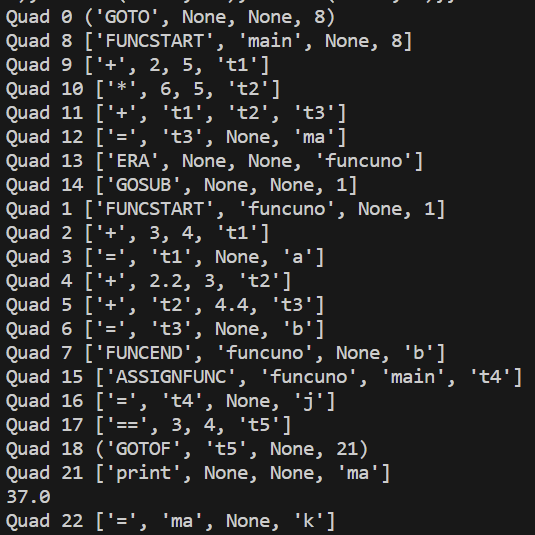 Quad 0 ('GOTO', None, None, 8)
Quad 8 ['FUNCSTART', 'main', None, 8]
Quad 9 ['+', 2, 5, 't1']
Quad 10 ['*', 6, 5, 't2']
Quad 11 ['+', 't1', 't2', 't3']
Quad 12 ['=', 't3', None, 'ma']
Quad 13 ['ERA', None, None, 'funcuno']
Quad 14 ['GOSUB', None, None, 1]
Quad 1 ['FUNCSTART', 'funcuno', None, 1]
Quad 2 ['+', 3, 4, 't1']
Quad 3 ['=', 't1', None, 'a']
Quad 4 ['+', 2.2, 3, 't2']
Quad 5 ['+', 't2', 4.4, 't3']
Quad 6 ['=', 't3', None, 'b']
Quad 7 ['FUNCEND', 'funcuno', None, 'b']
Quad 15 ['ASSIGNFUNC', 'funcuno', 'main', 't4']
Quad 16 ['=', 't4', None, 'j']
Quad 17 ['==', 3, 4, 't5']
Quad 18 ('GOTOF', 't5', None, 21)
Quad 21 ['print', None, None, 'ma']
37.0
Quad 22 ['=', 'ma', None, 'k']